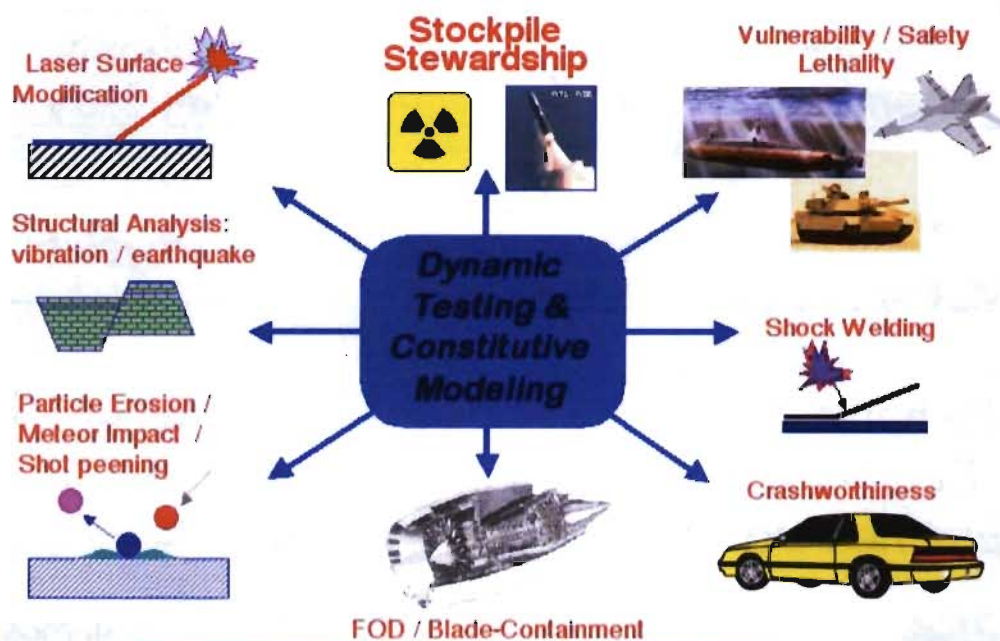 Stockpile
Stewardship
Vulnerability / Safety
Lethality
Laser Surface
Modification
Structural Analysis:
vibration / earthquake
Dynamic
Testing &
Constitutive
Modeling
Shock Welding
Particle Erosion /
Meteor Impact /
Shot peening
Crashworthiness
FOD / Blade-Containment